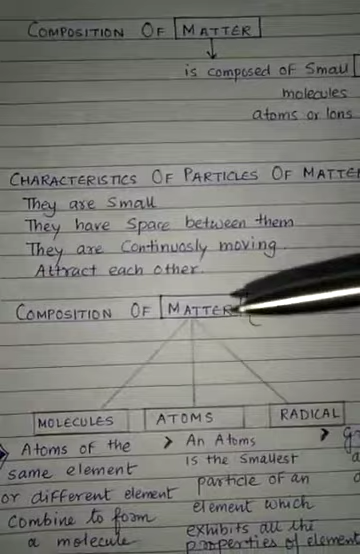 COMPOSITION OF MATTER
is composed of Small
molecules
atoms or Ions
CHARACTERISTICS OF PARTICLES OF MATTER
They are Small
They have Space between them
They are Continuosly moving.
Attract each other.
COMPOSITION OF MATTER
MOLECULES
Atoms of the
same element
or different element
Combine to form
a molecule
ATOMS
An Atoms
is the Smallest
particle of an
element which
exhibits all the
properties of element
RADICAL